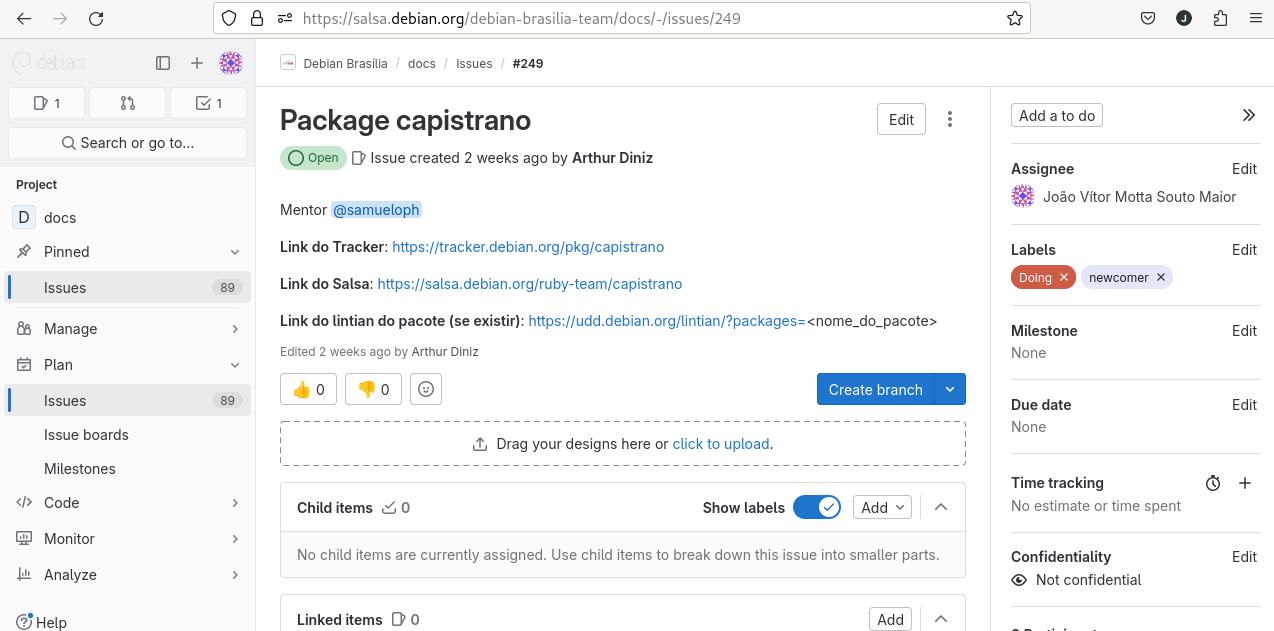 https://salsa.debian.org/debian-brasilia-team/docs/-/issues/249
J
debian
1
1
Search or go to...
Project
D docs
Pinned
Issues 89
Manage
Plan
Issues 89
Issue boards
Milestones
Code
Monitor
Analyze
Help
Debian Brasília / docs / Issues / #249
Package capistrano
Edit
Open Issue created 2 weeks ago by Arthur Diniz
Mentor @samueloph
Link do Tracker: https://tracker.debian.org/pkg/capistrano
Link do Salsa: https://salsa.debian.org/ruby-team/capistrano
Link do lintian do pacote (se existir): https://udd.debian.org/lintian/?packages=<nome_do_pacote>
Edited 2 weeks ago by Arthur Diniz
👍 0 👎 0
Create branch
Drag your designs here or click to upload.
Child items 0 Show labels Add
No child items are currently assigned. Use child items to break down this issue into smaller parts.
Linked items 0 Add
Add a to do
Assignee Edit
João Vítor Motta Souto Maior
Labels Edit
Doing × newcomer ×
Milestone Edit
None
Due date Edit
None
Time tracking
No estimate or time spent
Confidentiality Edit
Not confidential